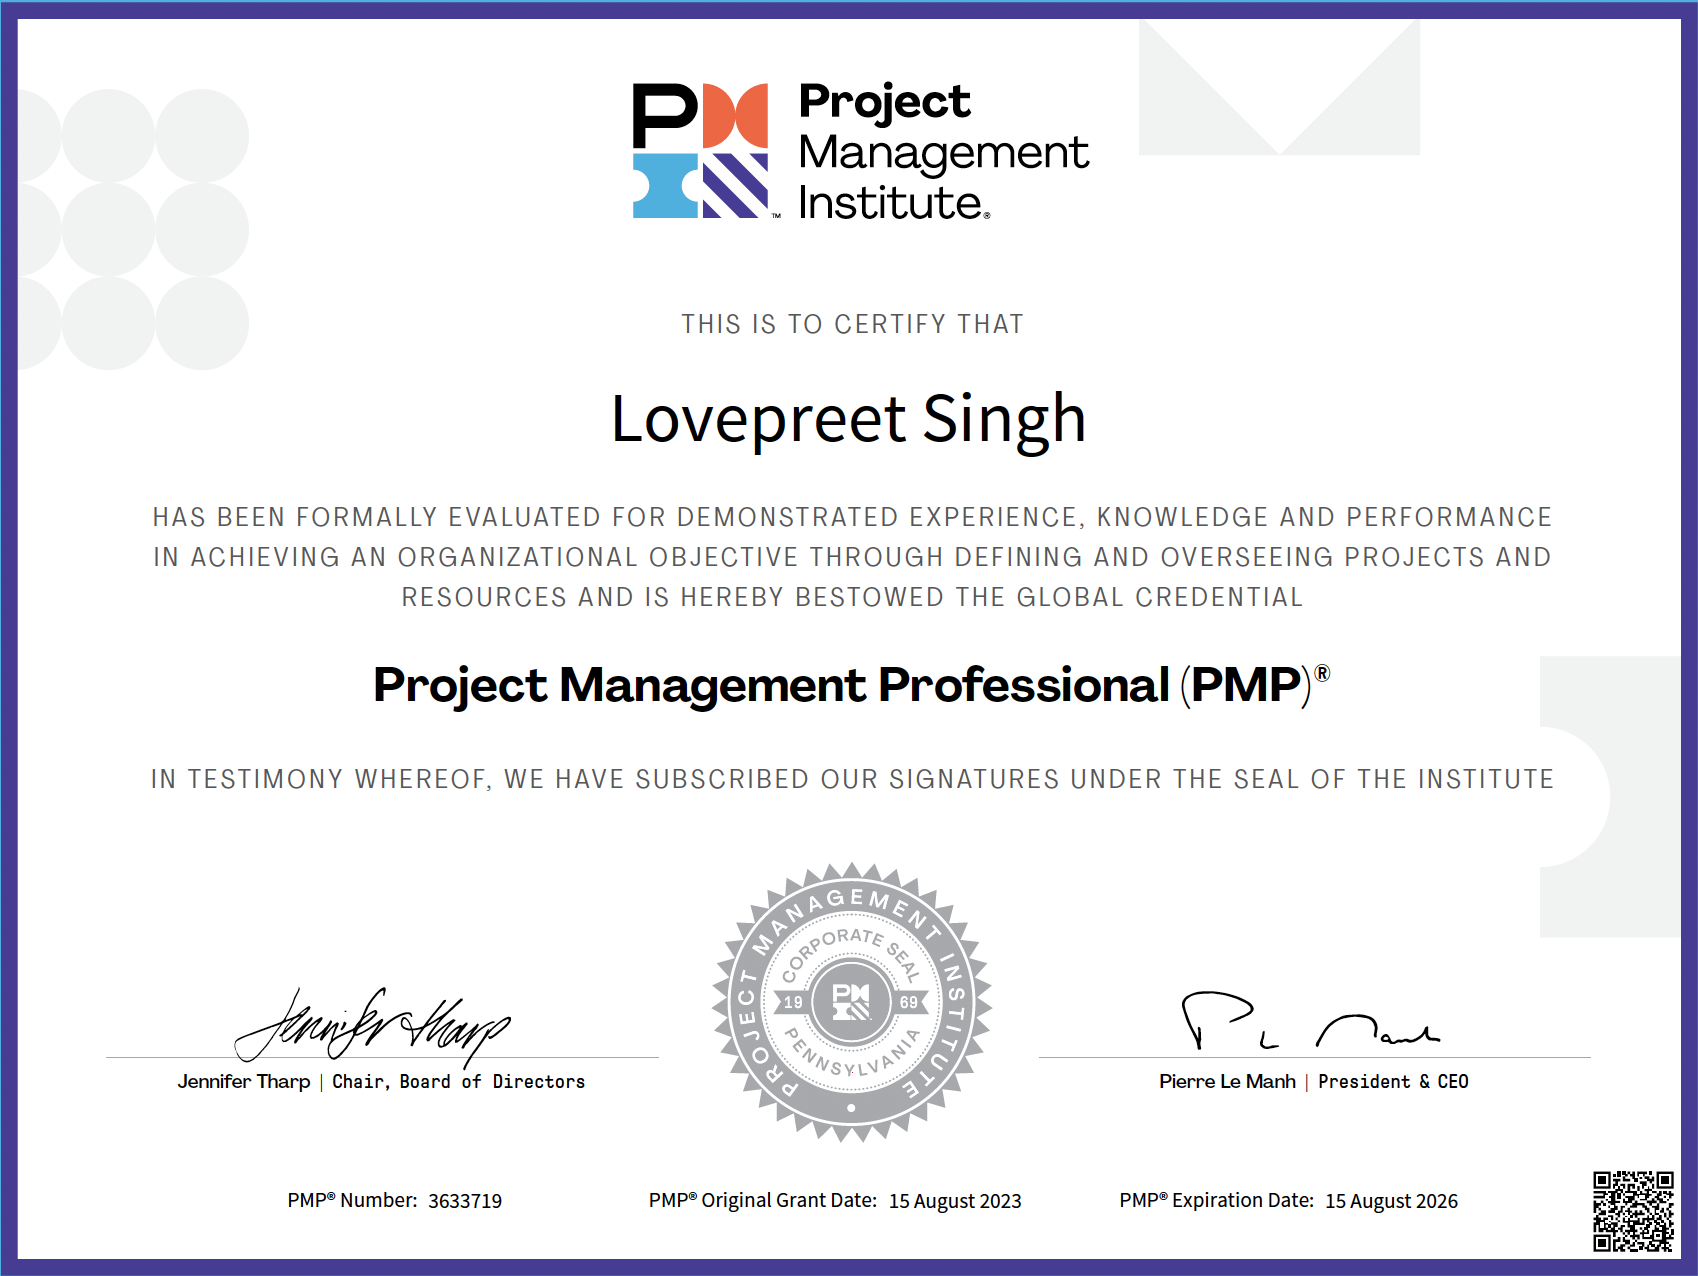 Project
Management
Institute®
™
THIS IS TO CERTIFY THAT
Lovepreet Singh
HAS BEEN FORMALLY EVALUATED FOR DEMONSTRATED EXPERIENCE, KNOWLEDGE AND PERFORMANCE
IN ACHIEVING AN ORGANIZATIONAL OBJECTIVE THROUGH DEFINING AND OVERSEEING PROJECTS AND
RESOURCES AND IS HEREBY BESTOWED THE GLOBAL CREDENTIAL
Project Management Professional (PMP)®
IN TESTIMONY WHEREOF, WE HAVE SUBSCRIBED OUR SIGNATURES UNDER THE SEAL OF THE INSTITUTE
PROJECT MANAGEMENT INSTITUTE
CORPORATE SEAL
19 69
PENNSYLVANIA
Jennifer Tharp
Jennifer Tharp | Chair, Board of Directors
Pierre Le Manh | President & CEO
PMP® Number: 3633719
PMP® Original Grant Date: 15 August 2023
PMP® Expiration Date: 15 August 2026